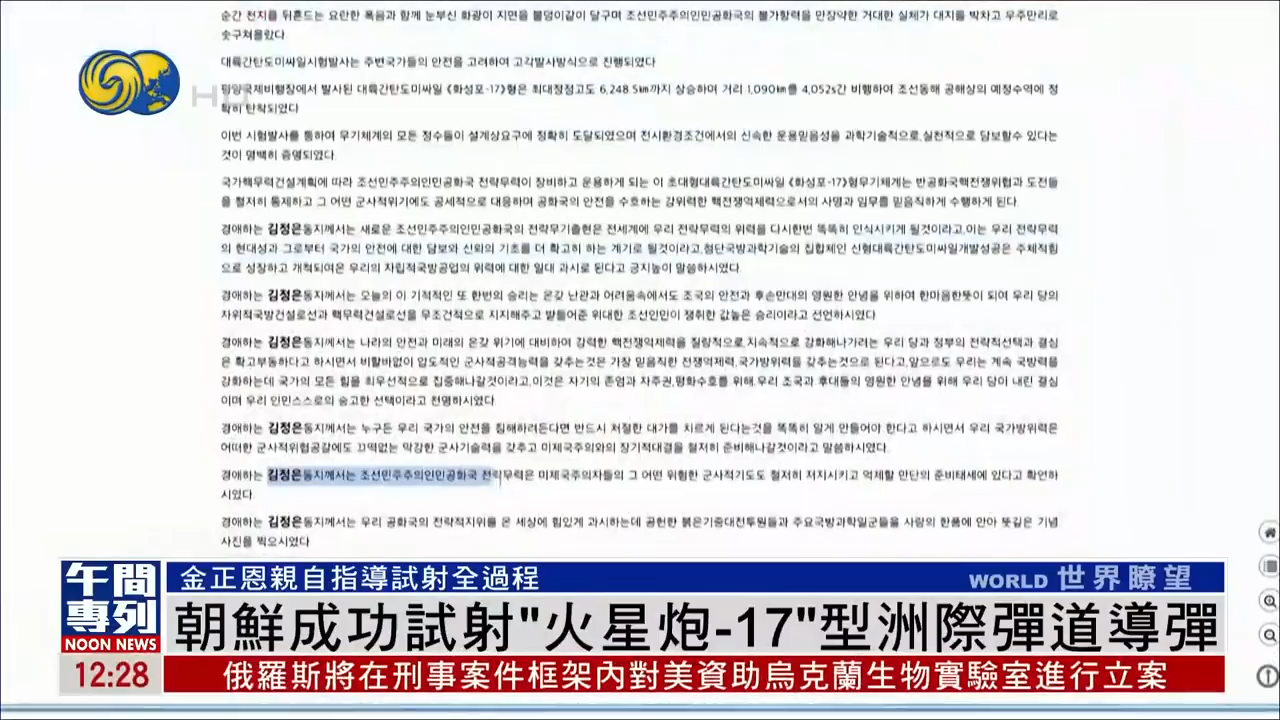 순간 천지를 뒤흔드는 요란한 폭음과 함께 눈부신 화광이 지면을 불덩이같이 달구며 조선민주주의인민공화국의 불가항력을 만장약한 거대한 실체가 대지를 박차고 우주만리로
솟구쳐올랐다
대륙간탄도미싸일시험발사는 주변국가들의 안전을 고려하여 고각발사방식으로 진행되였다
평양국제비행장에서 발사된 대륙간탄도미싸일 《화성포-17》형은 최대정점고도 6,248.5km까지 상승하며 거리 1,090km를 4,052s간 비행하여 조선동해 공해상의 예정수역에 정
확히 탄착되였다
이번 시험발사를 통하여 무기체계의 모든 정수들이 설계상요구에 정확히 도달되였으며 전시환경조건에서의 신속한 운용믿음성을 과학기술적으로,실천적으로 담보할수 있다는
것이 명백히 증명되였다.
국가핵무력건설계획에 따라 조선민주주의인민공화국 전략무력이 장비하고 운용하게 되는 이 초대형대륙간탄도미싸일 《화성포-17》형무기체계는 반공화국핵전쟁위협과 도전들
을 철저히 통제하고 그 어떤 군사적위기에도 공세적으로 대응하며 공화국의 안전을 수호하는 강위력한 핵전쟁억제력으로서의 사명과 임무를 믿음직하게 수행하게 된다.
경애하는 김정은동지께서는 새로운 조선민주주의인민공화국의 전략무기출현은 전세계에 우리 전략무력의 위력을 다시한번 똑똑히 인식시키게 될것이라고,이는 우리 전략무력
의 현대성과 그로부터 국가의 안전에 대한 담보와 신뢰의 기초를 더 확고히 하는 계기로 될것이라고,첨단국방과학기술의 집합체인 신형대륙간탄도미싸일개발성공은 주체적힘
으로 성장하고 개척되여온 우리의 자립적국방공업의 위력에 대한 일대 과시로 된다고 긍지높이 말씀하시였다
경애하는 김정은동지께서는 오늘의 이 기적적인 또 한번의 승리는 온갖 난관과 어려움속에서도 조국의 안전과 후손만대의 영원한 안녕을 위하여 한마음한뜻이 되여 우리 당의
자위적국방건설로선과 핵무력건설로선을 무조건적으로 지지해주고 받들어준 위대한 조선인민이 쟁취한 값높은 승리이라고 선언하시였다
경애하는 김정은동지께서는 나라의 안전과 미래의 온갖 위기에 대비하여 강력한 핵전쟁억제력을 질량적으로,지속적으로 강화해나가려는 우리 당과 정부의 전략적선택과 결심
은 확고부동하다고 하시면서 비할바없이 압도적인 군사적공격능력을 갖추는것은 가장 믿음직한 전쟁억제력,국가방위력을 갖추는것으로 된다고,앞으로도 우리는 계속 국방력을
강화하는데 국가의 모든 힘을 최우선적으로 집중해나갈것이라고,이것은 자기의 존엄과 자주권,평화수호를 위해,우리 조국과 후대들의 영원한 안녕을 위해 우리 당이 내린 결심
이며 우리 인민스스로의 숭고한 선택이라고 천명하시였다.
경애하는 김정은동지께서는 누구든 우리 국가의 안전을 침해하려든다면 반드시 처절한 대가를 치르게 된다는것을 똑똑히 알게 만들어야 한다고 하시면서 우리 국가방위력은
어떠한 군사적위협공갈에도 끄떡없는 막강한 군사기술력을 갖추고 미제국주의와의 장기적대결을 철저히 준비해나갈것이라고 말씀하시였다.
경애하는 김정은동지께서는 조선민주주의인민공화국 전략무력은 미제국주의자들의 그 어떤 위험한 군사적기도도 철저히 저지시키고 억제할 만단의 준비태세에 있다고 확언하
시였다.
경애하는 김정은동지께서는 우리 공화국의 전략적지위를 온 세상에 힘있게 과시하는데 공헌한 붉은기중대전투원들과 주요국방과학일군들을 사랑의 한품에 안아 뜻깊은 기념
사진을 찍으시였다
午間專列
NOON NEWS
12:28
金正恩親自指導試射全過程
WORLD 世界瞭望
朝鮮成功試射"火星炮-17"型洲際彈道導彈
俄羅斯將在刑事案件框架內對美資助烏克蘭生物實驗室進行立案